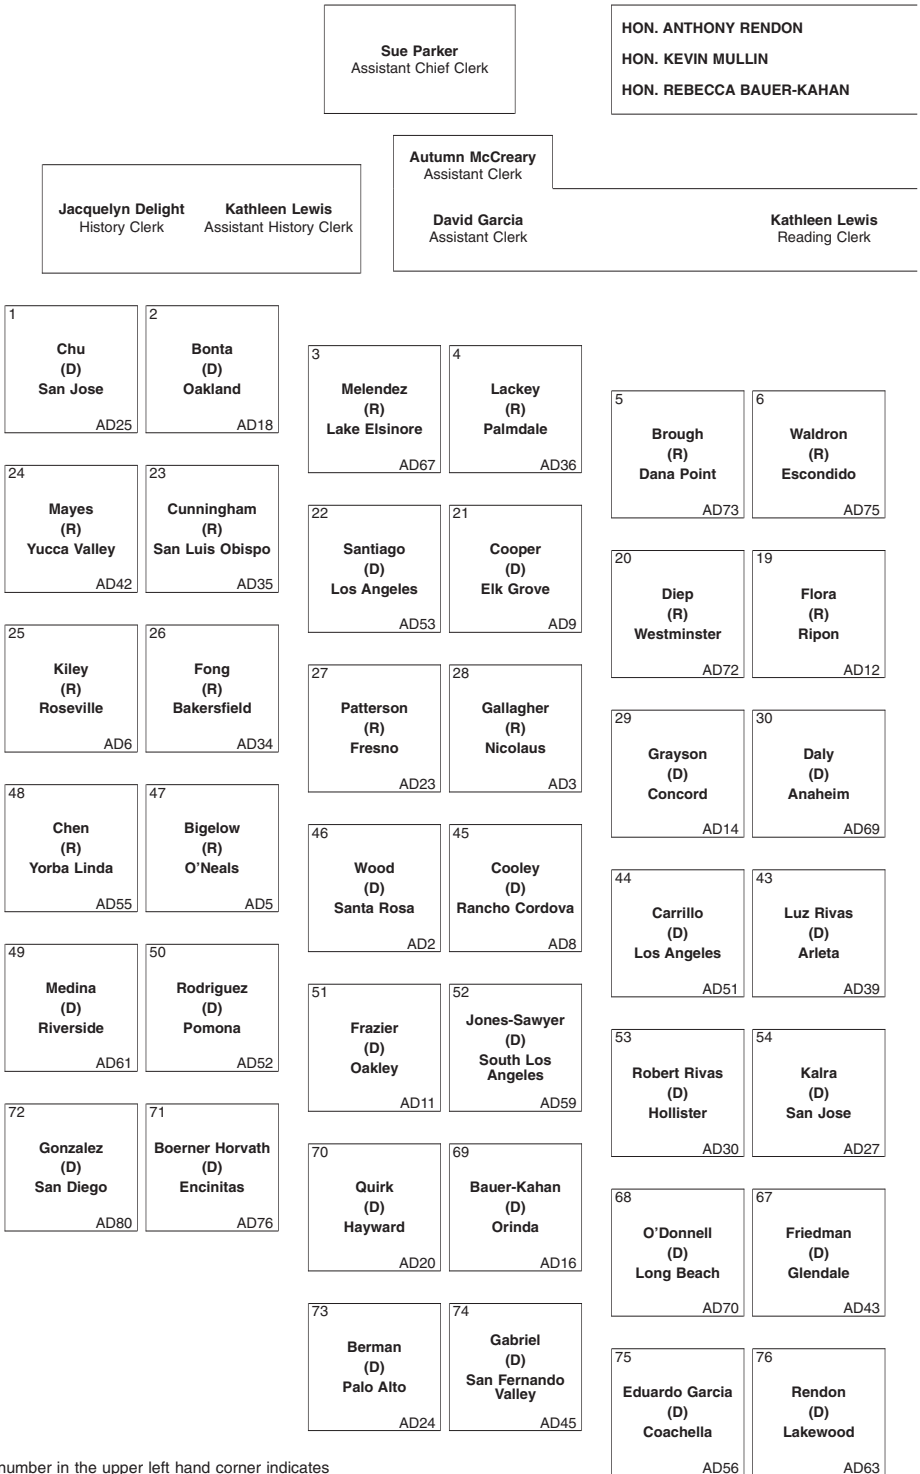 Sue Parker
Assistant Chief Clerk
HON. ANTHONY RENDON
HON. KEVIN MULLIN
HON. REBECCA BAUER-KAHAN
Autumn McCreary
Assistant Clerk
Jacquelyn Delight
History Clerk
Kathleen Lewis
Assistant History Clerk
David Garcia
Assistant Clerk
Kathleen Lewis
Reading Clerk
1
Chu
(D)
San Jose
AD25
2
Bonta
(D)
Oakland
AD18
3
Melendez
(R)
Lake Elsinore
AD67
4
Lackey
(R)
Palmdale
AD36
5
Brough
(R)
Dana Point
AD73
6
Waldron
(R)
Escondido
AD75
24
Mayes
(R)
Yucca Valley
AD42
23
Cunningham
(R)
San Luis Obispo
AD35
22
Santiago
(D)
Los Angeles
AD53
21
Cooper
(D)
Elk Grove
AD9
20
Diep
(R)
Westminster
AD72
19
Flora
(R)
Ripon
AD12
25
Kiley
(R)
Roseville
AD6
26
Fong
(R)
Bakersfield
AD34
27
Patterson
(R)
Fresno
AD23
28
Gallagher
(R)
Nicolaus
AD3
29
Grayson
(D)
Concord
AD14
30
Daly
(D)
Anaheim
AD69
48
Chen
(R)
Yorba Linda
AD55
47
Bigelow
(R)
O'Neals
AD5
46
Wood
(D)
Santa Rosa
AD2
45
Cooley
(D)
Rancho Cordova
AD8
44
Carrillo
(D)
Los Angeles
AD51
43
Luz Rivas
(D)
Arleta
AD39
49
Medina
(D)
Riverside
AD61
50
Rodriguez
(D)
Pomona
AD52
51
Frazier
(D)
Oakley
AD11
52
Jones-Sawyer
(D)
South Los
Angeles
AD59
53
Robert Rivas
(D)
Hollister
AD30
54
Kalra
(D)
San Jose
AD27
72
Gonzalez
(D)
San Diego
AD80
71
Boerner Horvath
(D)
Encinitas
AD76
70
Quirk
(D)
Hayward
AD20
69
Bauer-Kahan
(D)
Orinda
AD16
68
O'Donnell
(D)
Long Beach
AD70
67
Friedman
(D)
Glendale
AD43
73
Berman
(D)
Palo Alto
AD24
74
Gabriel
(D)
San Fernando
Valley
AD45
75
Eduardo Garcia
(D)
Coachella
AD56
76
Rendon
(D)
Lakewood
AD63
number in the upper left hand corner indicates